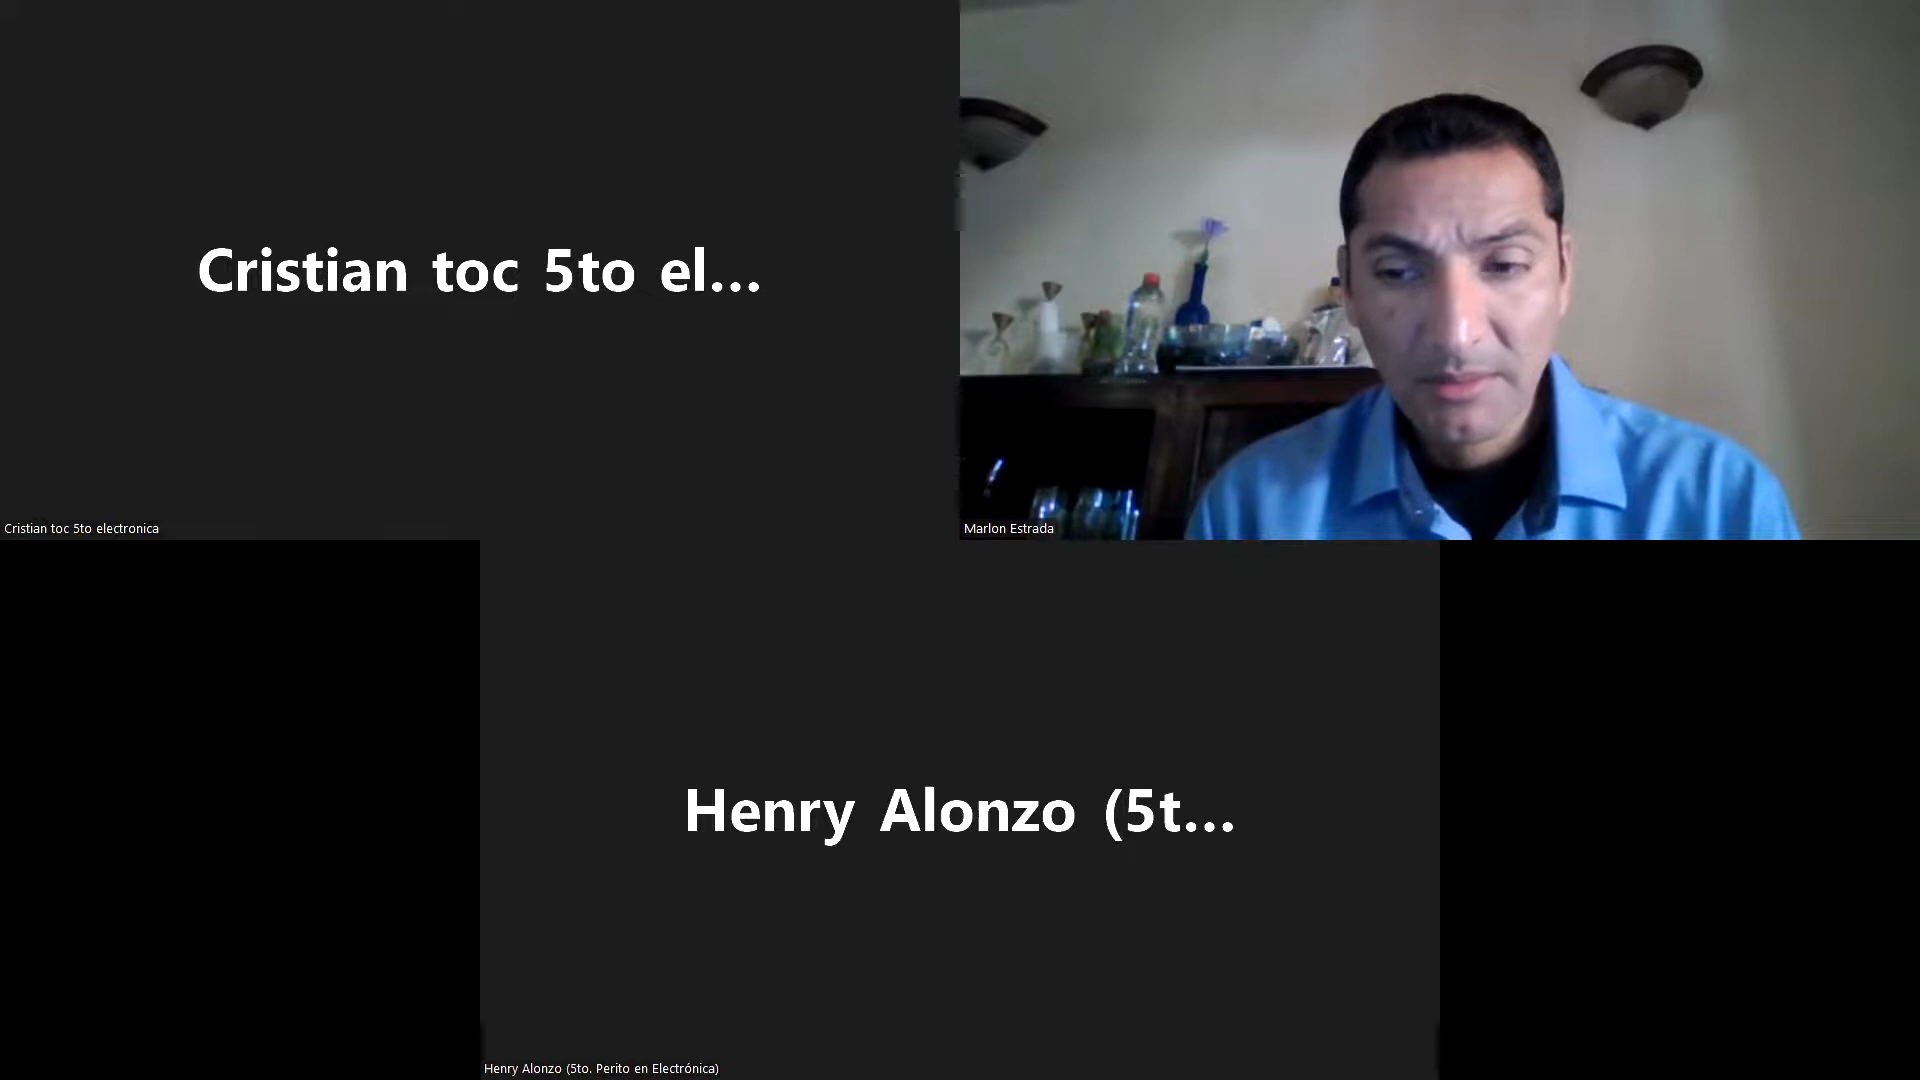 Cristian toc 5to el...
Cristian toc 5to electronica
Marlon Estrada
Henry Alonzo (5t...
Henry Alonzo (5to. Perito en Electrónica)